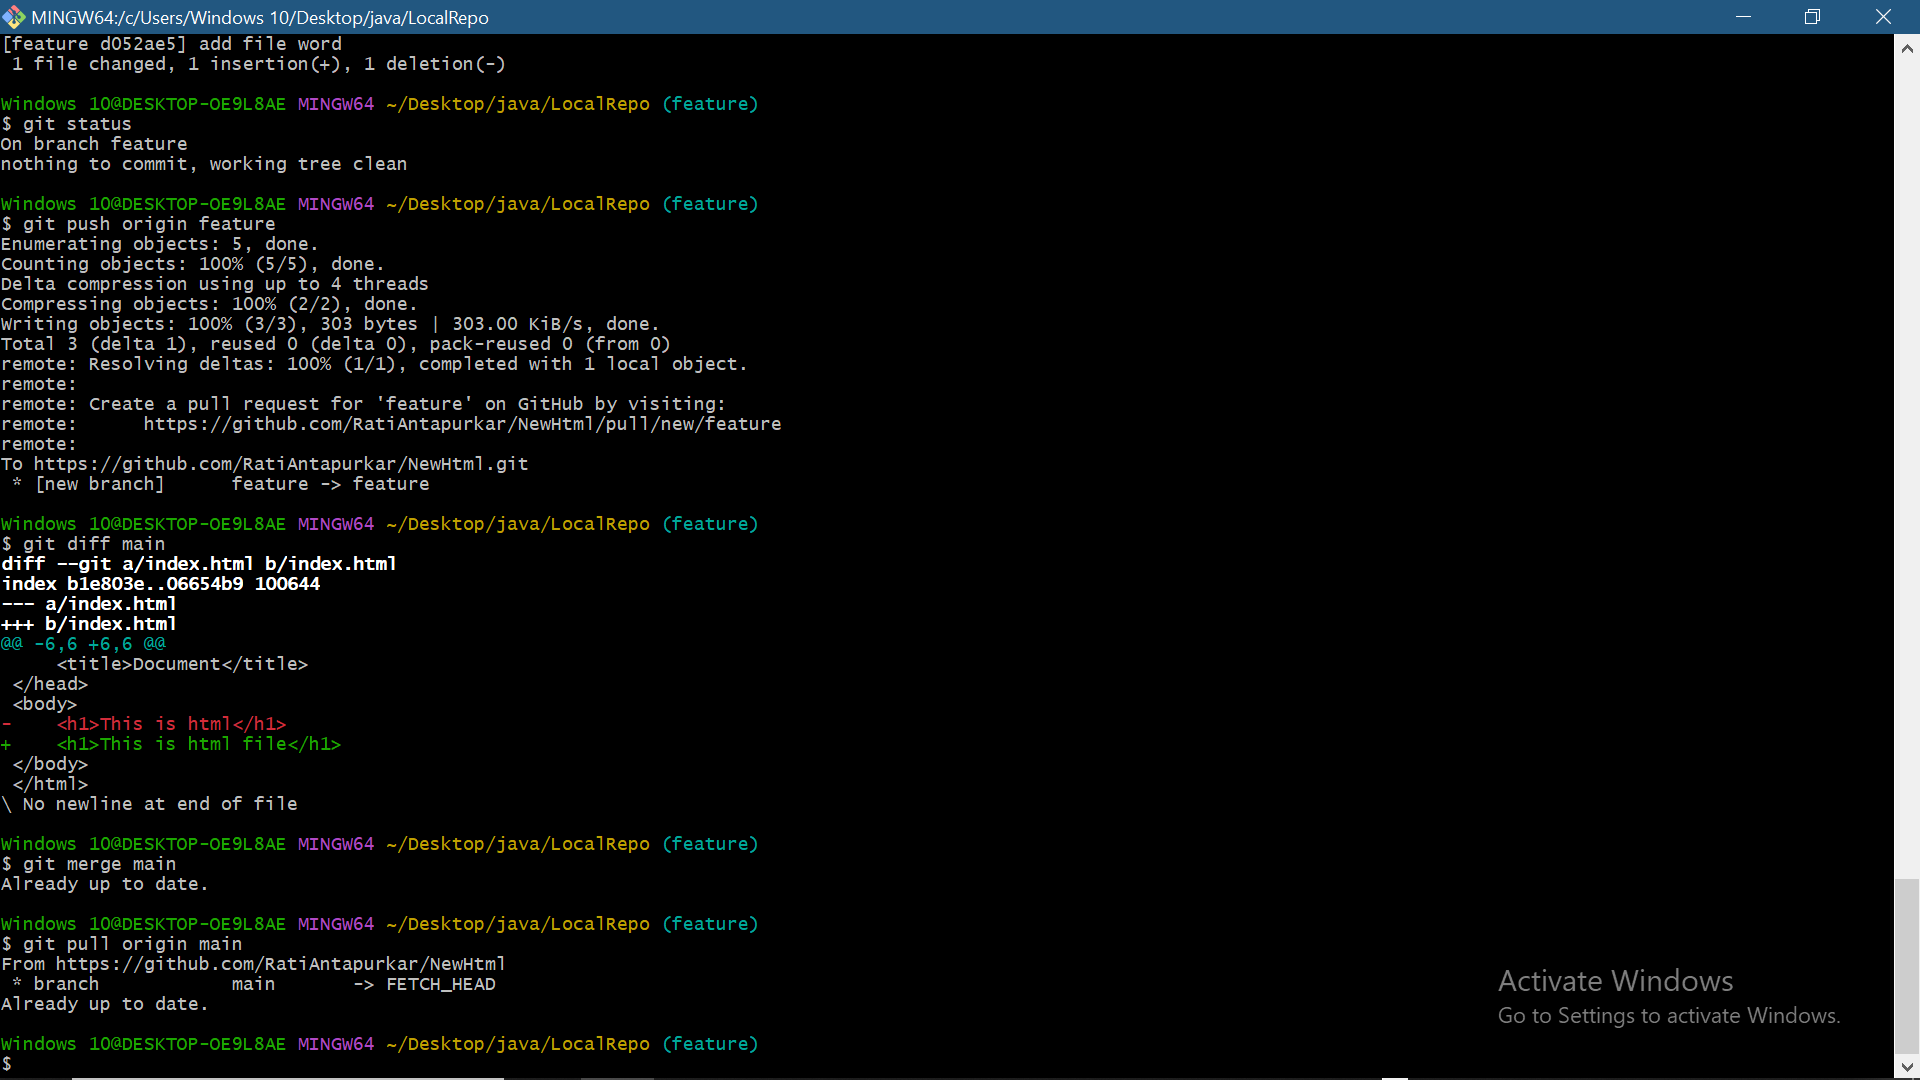 MINGW64:/c/Users/Windows 10/Desktop/java/LocalRepo
[feature d052ae5] add file word
 1 file changed, 1 insertion(+), 1 deletion(-)
Windows 10@DESKTOP-OE9L8AE MINGW64 ~/Desktop/java/LocalRepo (feature)
$ git status
On branch feature
nothing to commit, working tree clean
Windows 10@DESKTOP-OE9L8AE MINGW64 ~/Desktop/java/LocalRepo (feature)
$ git push origin feature
Enumerating objects: 5, done.
Counting objects: 100% (5/5), done.
Delta compression using up to 4 threads
Compressing objects: 100% (2/2), done.
Writing objects: 100% (3/3), 303 bytes | 303.00 KiB/s, done.
Total 3 (delta 1), reused 0 (delta 0), pack-reused 0 (from 0)
remote: Resolving deltas: 100% (1/1), completed with 1 local object.
remote:
remote: Create a pull request for 'feature' on GitHub by visiting:
remote:      https://github.com/RatiAntapurkar/NewHtml/pull/new/feature
remote:
To https://github.com/RatiAntapurkar/NewHtml.git
 * [new branch]      feature -> feature
Windows 10@DESKTOP-OE9L8AE MINGW64 ~/Desktop/java/LocalRepo (feature)
$ git diff main
diff --git a/index.html b/index.html
index b1e803e..06654b9 100644
--- a/index.html
+++ b/index.html
@@ -6,6 +6,6 @@
     <title>Document</title>
 </head>
 <body>
-    <h1>This is html</h1>
+    <h1>This is html file</h1>
 </body>
 </html>
\ No newline at end of file
Windows 10@DESKTOP-OE9L8AE MINGW64 ~/Desktop/java/LocalRepo (feature)
$ git merge main
Already up to date.
Windows 10@DESKTOP-OE9L8AE MINGW64 ~/Desktop/java/LocalRepo (feature)
$ git pull origin main
From https://github.com/RatiAntapurkar/NewHtml
 * branch            main       -> FETCH_HEAD
Already up to date.
Windows 10@DESKTOP-OE9L8AE MINGW64 ~/Desktop/java/LocalRepo (feature)
$
Activate Windows
Go to Settings to activate Windows.